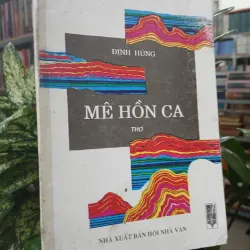 ĐINH HÙNG
MÊ HỒN CA
THƠ
NHÀ XUẤT BẢN HỘI NHÀ VĂN